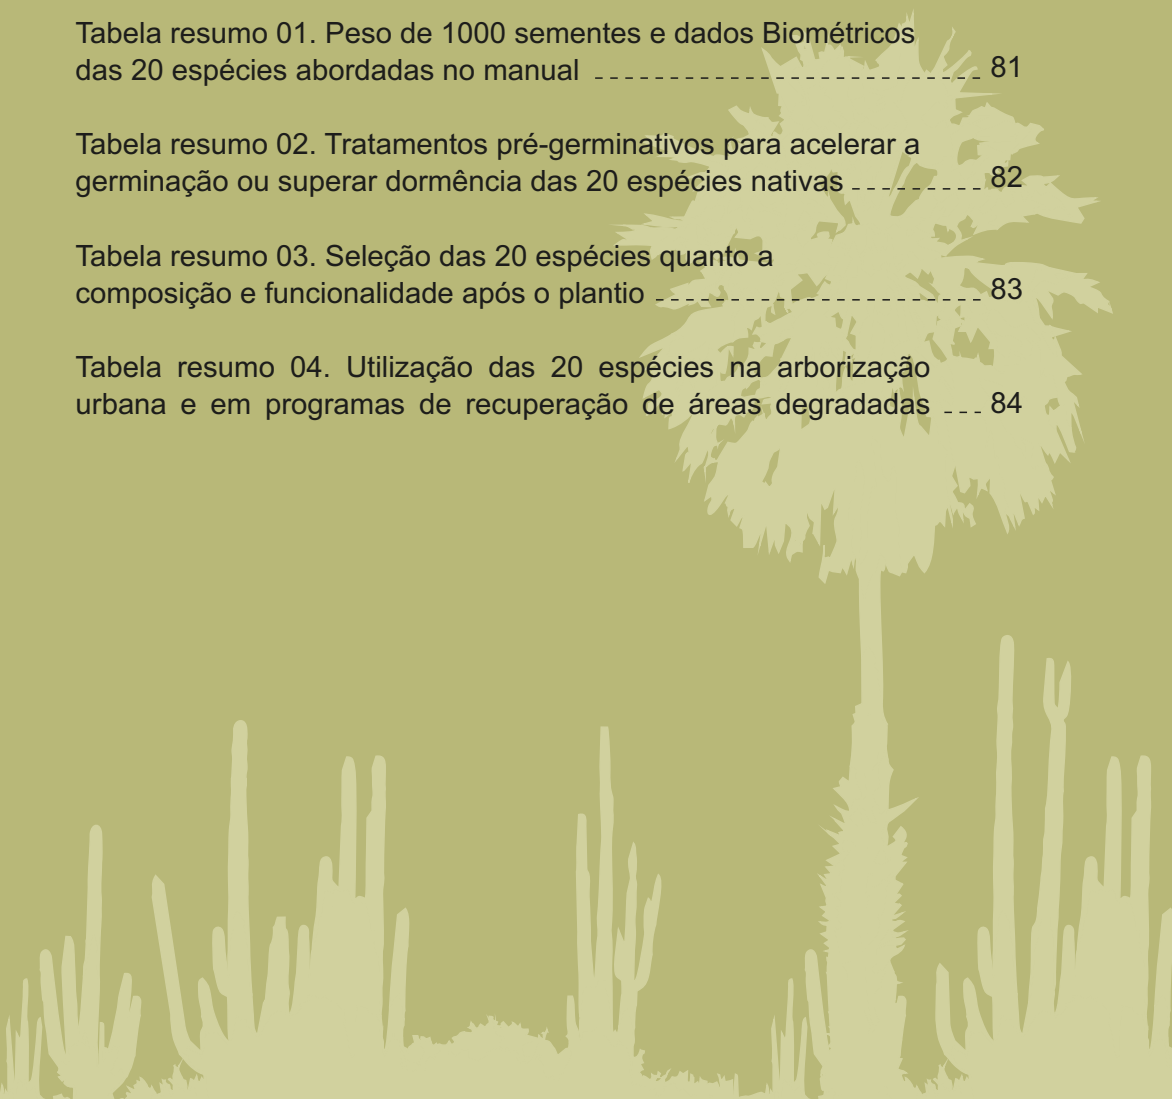 Tabela resumo 01. Peso de 1000 sementes e dados Biométricos
das 20 espécies abordadas no manual 81
Tabela resumo 02. Tratamentos pré-germinativos para acelerar a
germinação ou superar dormência das 20 espécies nativas 82
Tabela resumo 03. Seleção das 20 espécies quanto a
composição e funcionalidade após o plantio 83
Tabela resumo 04. Utilização das 20 espécies na arborização
urbana e em programas de recuperação de áreas degradadas 84